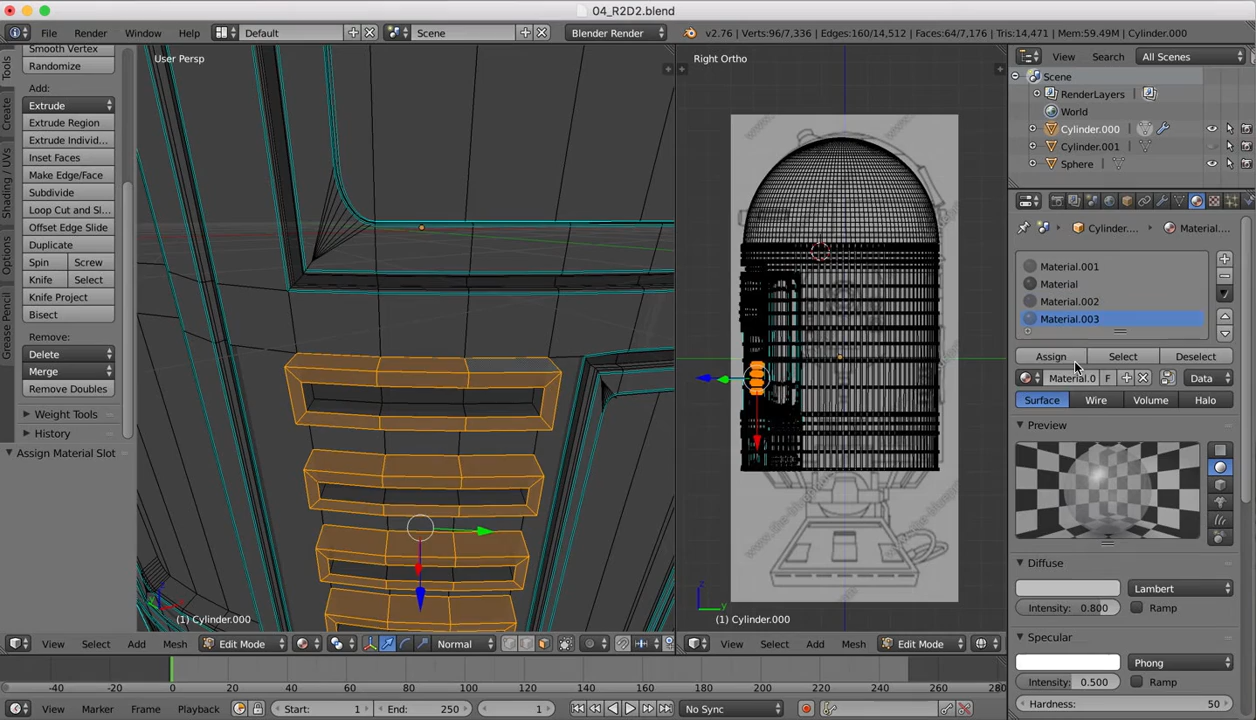 04_R2D2.blend
File Render Window Help Default Scene Blender Render v2.76 | Verts:96/7,336 | Edges:160/14,512 | Faces:64/7,176 | Tris:14,471 | Mem:59.49M | Cylinder.000
Smooth Vertex
Randomize
Add:
Extrude
Extrude Region
Extrude Individ...
Inset Faces
Make Edge/Face
Subdivide
Loop Cut and Sl...
Offset Edge Slide
Duplicate
Spin Screw
Knife Select
Knife Project
Bisect
Remove:
Delete
Merge
Remove Doubles
Weight Tools
History
Assign Material Slot
Tools
Create
Shading / UVs
Options
Grease Pencil
User Persp
(1) Cylinder.000
Right Ortho
(1) Cylinder.000
View Select Add Mesh Edit Mode Normal
View Select Add Mesh Edit Mode
-40 -20 0 20 40 60 80 100 120 140 160 180 200 220 240 260 280
View Marker Frame Playback Start: 1 End: 250 1 No Sync
View Search All Scenes
Scene
RenderLayers
World
Cylinder.000
Cylinder.001
Sphere
Cylinder.... Material....
Material.001
Material
Material.002
Material.003
Assign Select Deselect
Material.0 F Data
Surface Wire Volume Halo
Preview
Diffuse
Lambert
Intensity: 0.800 Ramp
Specular
Phong
Intensity: 0.500 Ramp
Hardness: 50